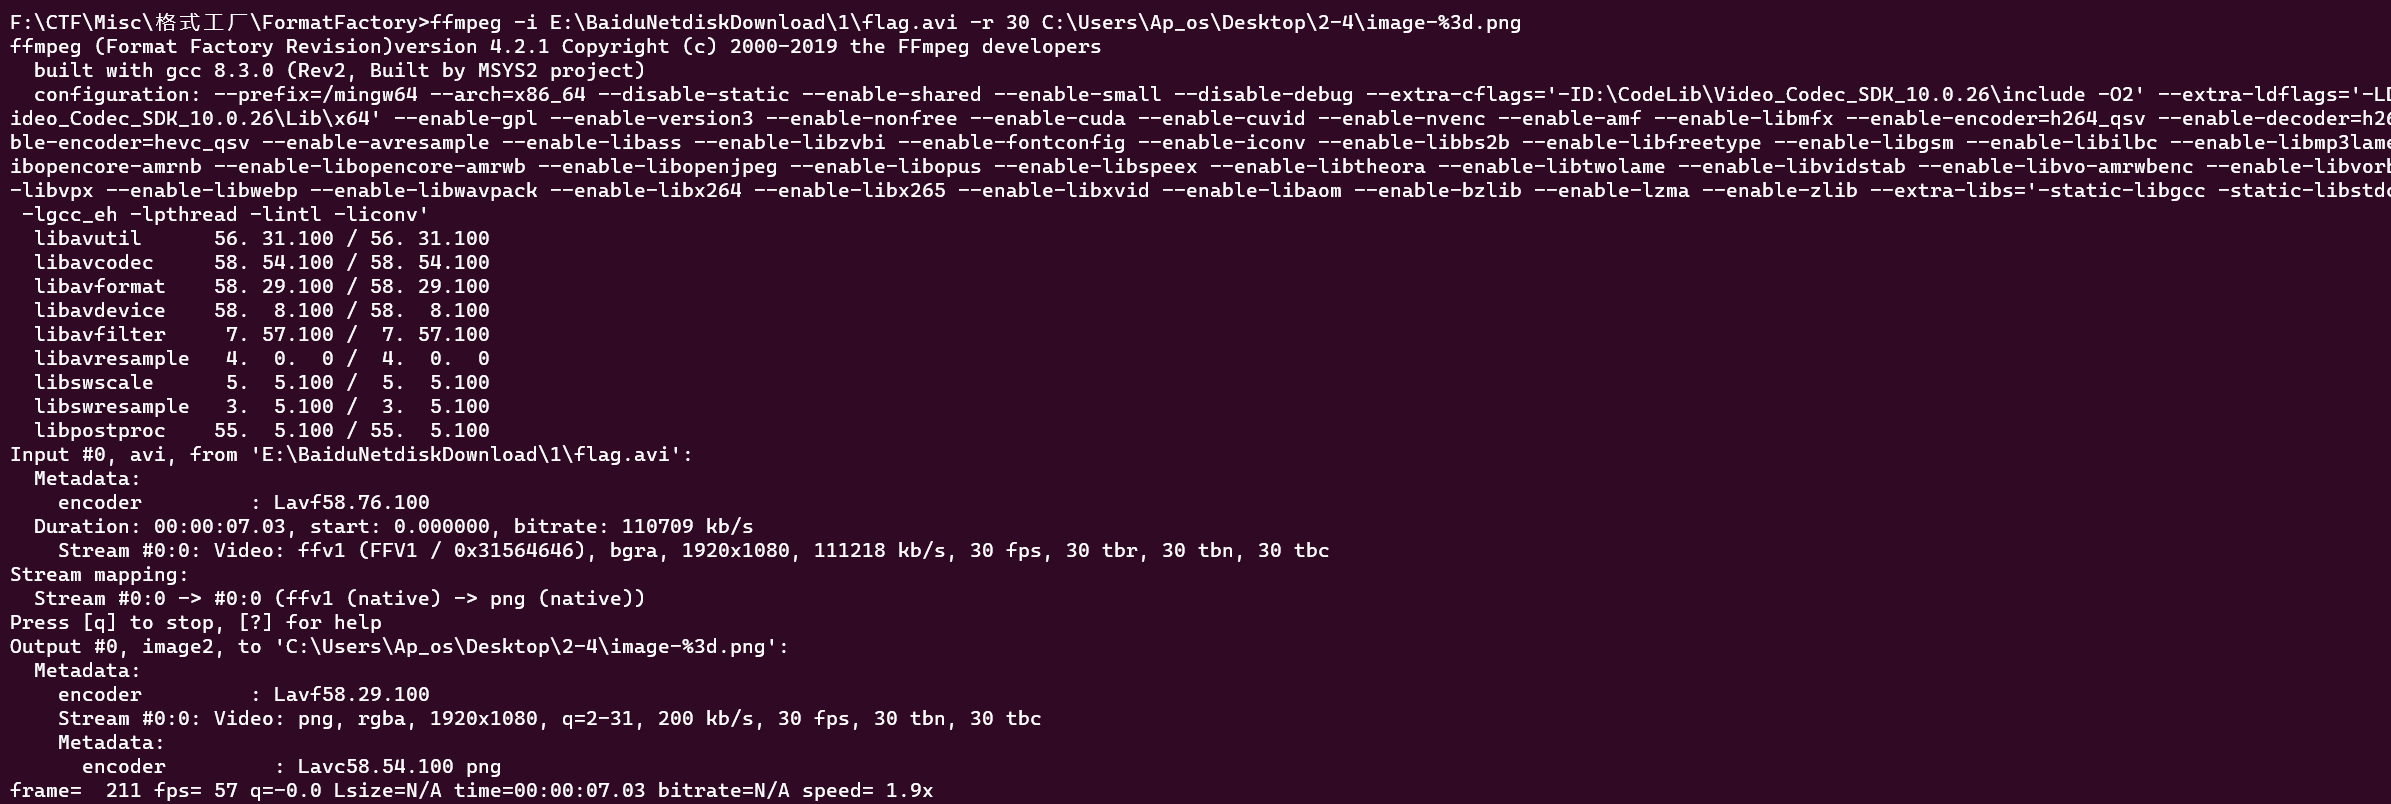 F:\CTF\Misc\格式工厂\FormatFactory>ffmpeg -i E:\BaiduNetdiskDownload\1\flag.avi -r 30 C:\Users\Ap_os\Desktop\2-4\image-%3d.png
ffmpeg (Format Factory Revision)version 4.2.1 Copyright (c) 2000-2019 the FFmpeg developers
  built with gcc 8.3.0 (Rev2, Built by MSYS2 project)
  configuration: --prefix=/mingw64 --arch=x86_64 --disable-static --enable-shared --enable-small --disable-debug --extra-cflags='-ID:\CodeLib\Video_Codec_SDK_10.0.26\include -O2' --extra-ldflags='-LD
ideo_Codec_SDK_10.0.26\Lib\x64' --enable-gpl --enable-version3 --enable-nonfree --enable-cuda --enable-cuvid --enable-nvenc --enable-amf --enable-libmfx --enable-encoder=h264_qsv --enable-decoder=h26
ble-encoder=hevc_qsv --enable-avresample --enable-libass --enable-libzvbi --enable-fontconfig --enable-iconv --enable-libbs2b --enable-libfreetype --enable-libgsm --enable-libilbc --enable-libmp3lame
ibopencore-amrnb --enable-libopencore-amrwb --enable-libopenjpeg --enable-libopus --enable-libspeex --enable-libtheora --enable-libtwolame --enable-libvidstab --enable-libvo-amrwbenc --enable-libvorb
-libvpx --enable-libwebp --enable-libwavpack --enable-libx264 --enable-libx265 --enable-libxvid --enable-libaom --enable-bzlib --enable-lzma --enable-zlib --extra-libs='-static-libgcc -static-libstdc
 -lgcc_eh -lpthread -lintl -liconv'
  libavutil      56. 31.100 / 56. 31.100
  libavcodec     58. 54.100 / 58. 54.100
  libavformat    58. 29.100 / 58. 29.100
  libavdevice    58.  8.100 / 58.  8.100
  libavfilter     7. 57.100 /  7. 57.100
  libavresample   4.  0.  0 /  4.  0.  0
  libswscale      5.  5.100 /  5.  5.100
  libswresample   3.  5.100 /  3.  5.100
  libpostproc    55.  5.100 / 55.  5.100
Input #0, avi, from 'E:\BaiduNetdiskDownload\1\flag.avi':
  Metadata:
    encoder         : Lavf58.76.100
  Duration: 00:00:07.03, start: 0.000000, bitrate: 110709 kb/s
    Stream #0:0: Video: ffv1 (FFV1 / 0x31564646), bgra, 1920x1080, 111218 kb/s, 30 fps, 30 tbr, 30 tbn, 30 tbc
Stream mapping:
  Stream #0:0 -> #0:0 (ffv1 (native) -> png (native))
Press [q] to stop, [?] for help
Output #0, image2, to 'C:\Users\Ap_os\Desktop\2-4\image-%3d.png':
  Metadata:
    encoder         : Lavf58.29.100
    Stream #0:0: Video: png, rgba, 1920x1080, q=2-31, 200 kb/s, 30 fps, 30 tbn, 30 tbc
    Metadata:
      encoder         : Lavc58.54.100 png
frame=  211 fps= 57 q=-0.0 Lsize=N/A time=00:00:07.03 bitrate=N/A speed= 1.9x